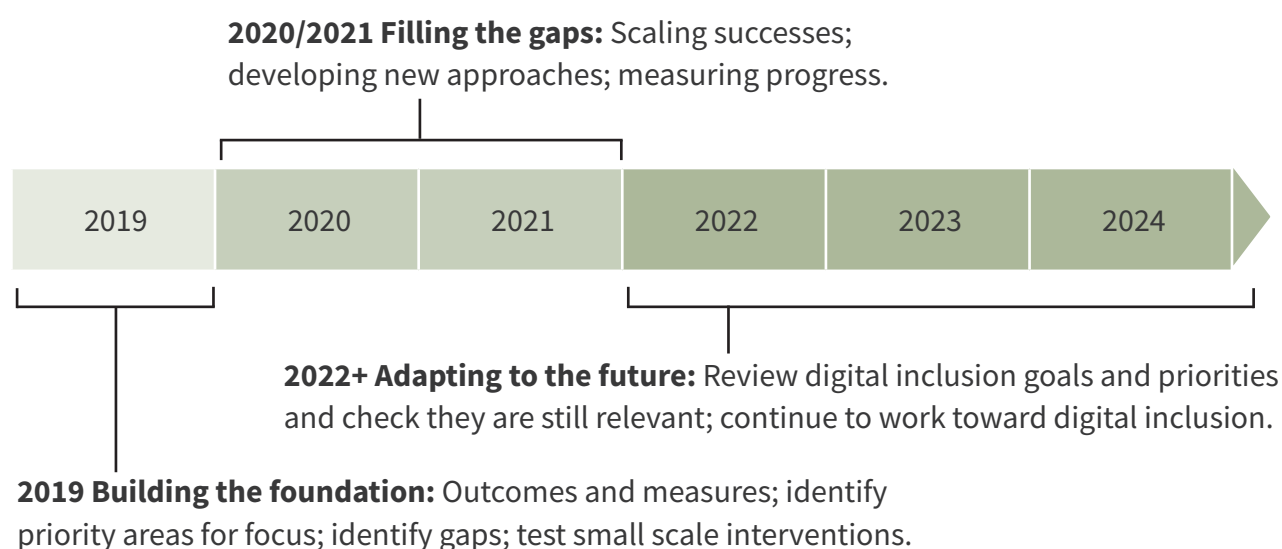 2020/2021 Filling the gaps: Scaling successes;
developing new approaches; measuring progress.
2019
2020
2021
2022
2023
2024
2022+ Adapting to the future: Review digital inclusion goals and priorities
and check they are still relevant; continue to work toward digital inclusion.
2019 Building the foundation: Outcomes and measures; identify
priority areas for focus; identify gaps; test small scale interventions.